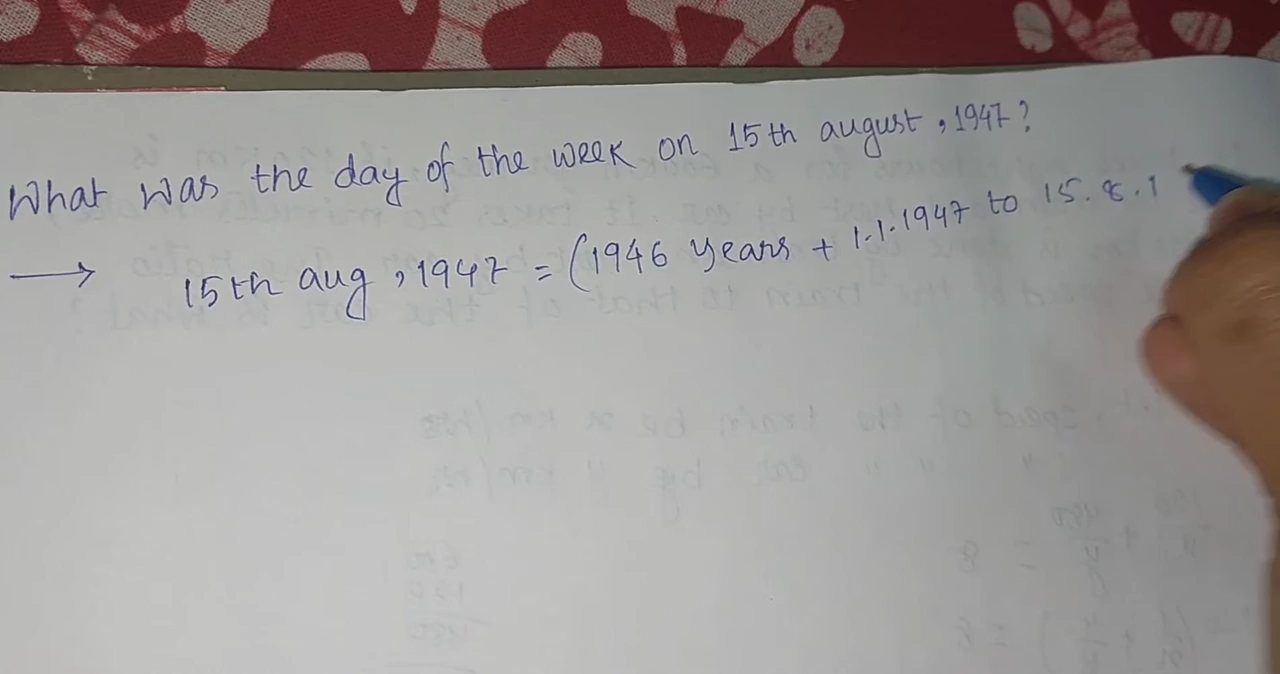 What was the day of the week on 15th august, 1947?
→ 15th aug, 1947 = (1946 years + 1.1.1947 to 15.8.1